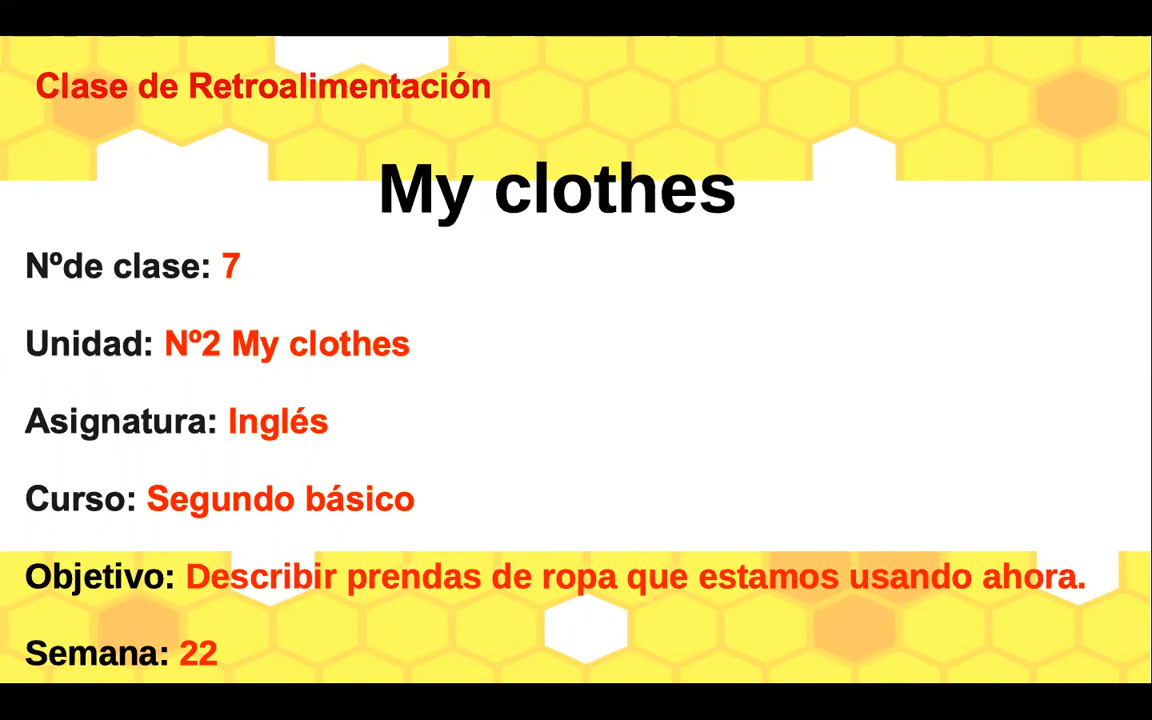 Clase de Retroalimentación
My clothes
Nºde clase: 7
Unidad: Nº2 My clothes
Asignatura: Inglés
Curso: Segundo básico
Objetivo: Describir prendas de ropa que estamos usando ahora.
Semana: 22